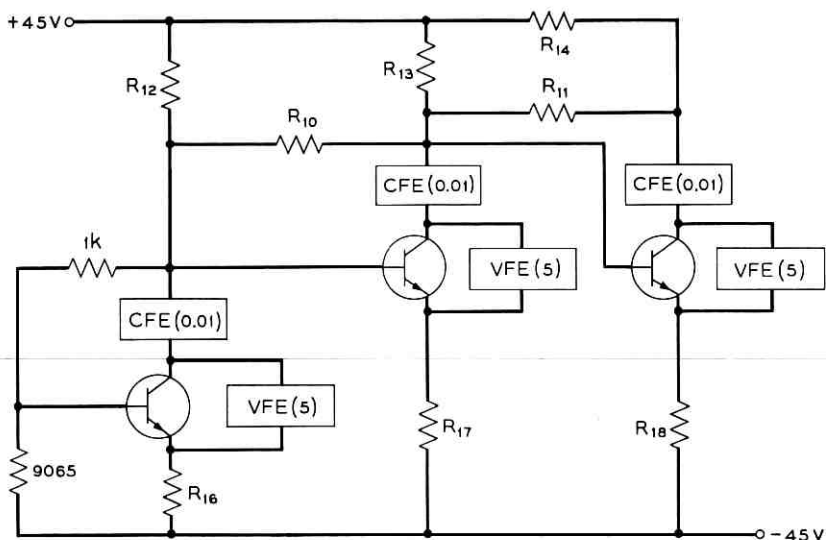 +45V
R14
R12
R13
R11
R10
CFE(0.01)
CFE(0.01)
1k
VFE(5)
VFE(5)
CFE(0.01)
VFE(5)
R17
R18
9065
R16
-45V